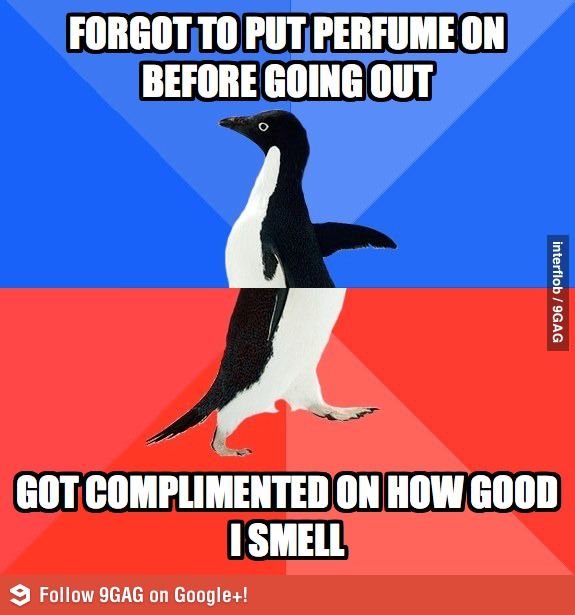 FORGOT TO PUT PERFUME ON
BEFORE GOING OUT
interflob / 9GAG
GOT COMPLIMENTED ON HOW GOOD
I SMELL
Follow 9GAG on Google+!